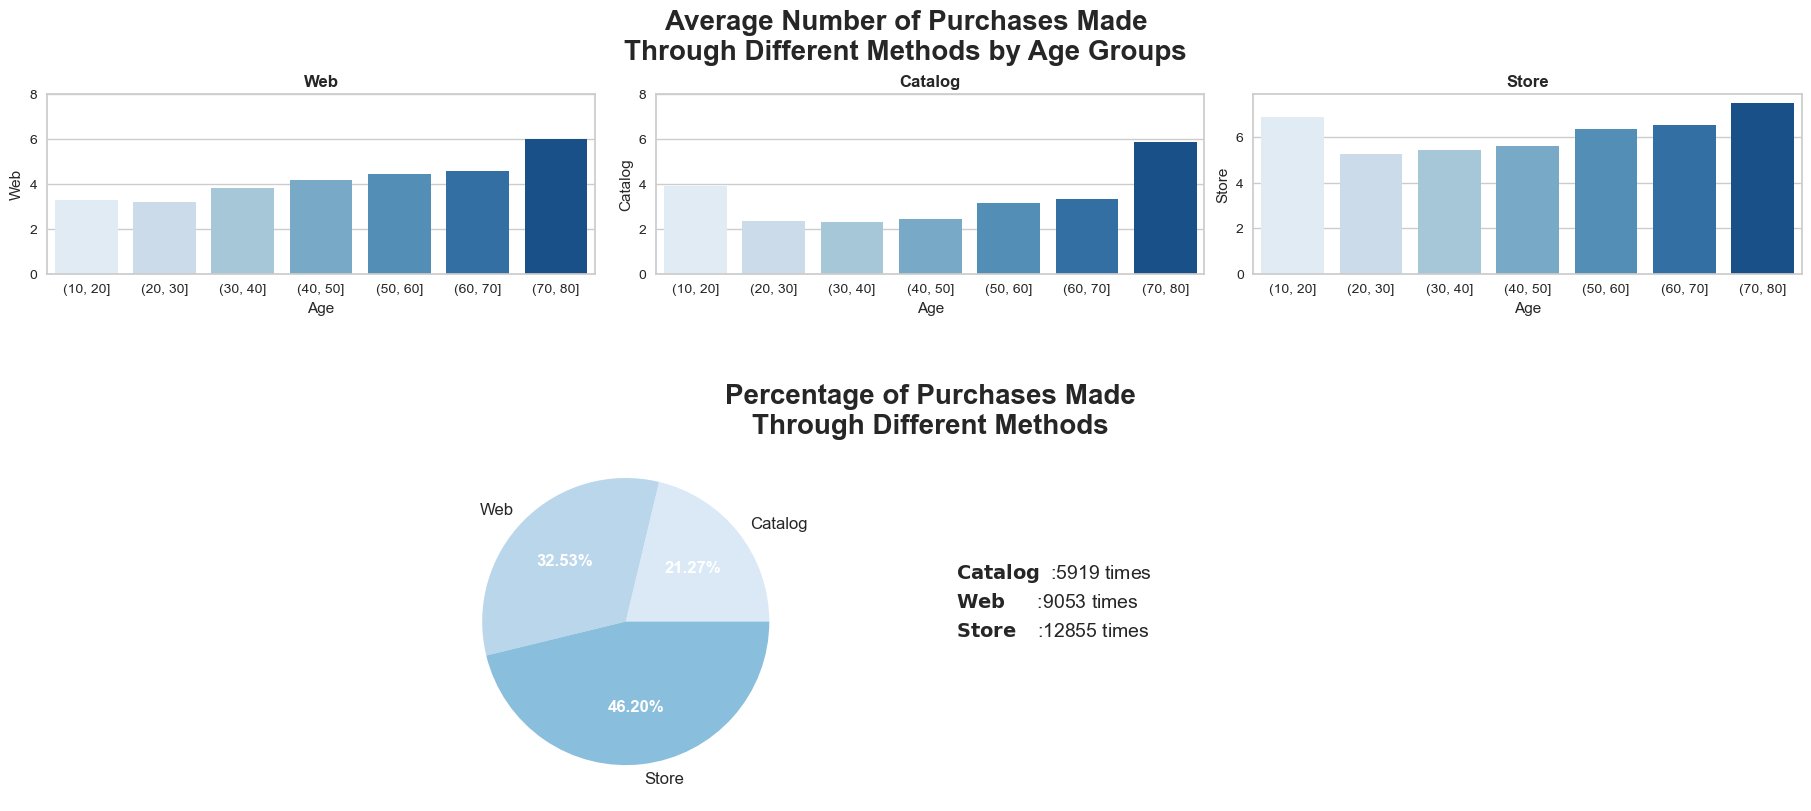 Average Number of Purchases Made
Through Different Methods by Age Groups
Web
8
6
4
2
0
Web
(10, 20] (20, 30] (30, 40] (40, 50] (50, 60] (60, 70] (70, 80]
Age
Catalog
8
6
4
2
0
Catalog
(10, 20] (20, 30] (30, 40] (40, 50] (50, 60] (60, 70] (70, 80]
Age
Store
6
4
2
0
Store
(10, 20] (20, 30] (30, 40] (40, 50] (50, 60] (60, 70] (70, 80]
Age
Percentage of Purchases Made
Through Different Methods
Web
Catalog
32.53%
21.27%
46.20%
Store
Catalog :5919 times
Web :9053 times
Store :12855 times